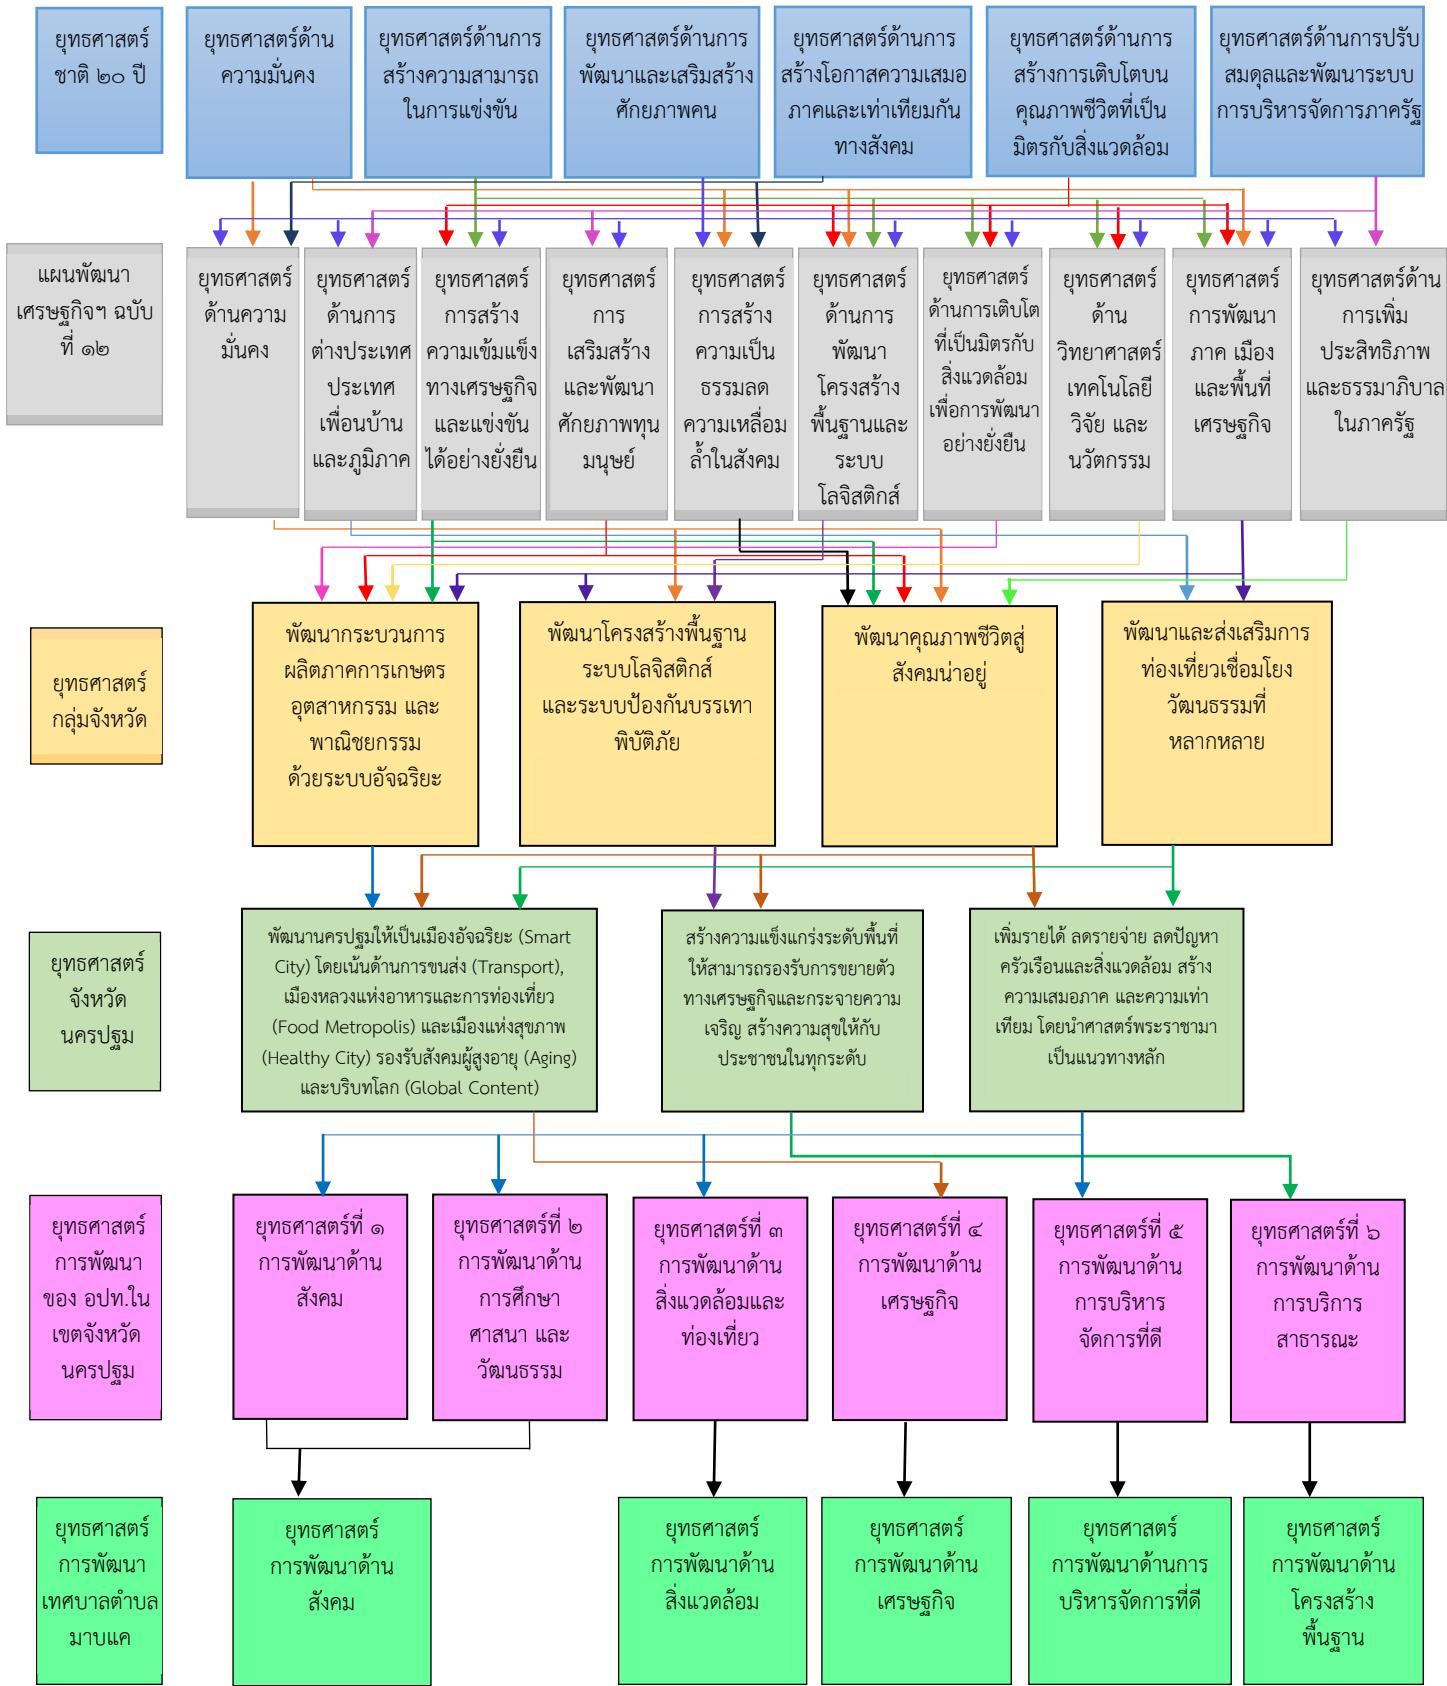 ยุทธศาสตร์
ชาติ ๒๐ ปี
ยุทธศาสตร์ด้าน
ความมั่นคง
ยุทธศาสตร์ด้านการ
สร้างความสามารถ
ในการแข่งขัน
ยุทธศาสตร์ด้านการ
พัฒนาและเสริมสร้าง
ศักยภาพคน
ยุทธศาสตร์ด้านการ
สร้างโอกาสความเสมอ
ภาคและเท่าเทียมกัน
ทางสังคม
ยุทธศาสตร์ด้านการ
สร้างการเติบโตบน
คุณภาพชีวิตที่เป็น
มิตรกับสิ่งแวดล้อม
ยุทธศาสตร์ด้านการปรับ
สมดุลและพัฒนาระบบ
การบริหารจัดการภาครัฐ
แผนพัฒนา
เศรษฐกิจฯ ฉบับ
ที่ ๑๒
ยุทธศาสตร์
ด้านความ
มั่นคง
ยุทธศาสตร์
ด้านการ
ต่างประเทศ
ประเทศ
เพื่อนบ้าน
และภูมิภาค
ยุทธศาสตร์
การสร้าง
ความเข้มแข็ง
ทางเศรษฐกิจ
และแข่งขัน
ได้อย่างยั่งยืน
ยุทธศาสตร์
การ
เสริมสร้าง
และพัฒนา
ศักยภาพทุน
มนุษย์
ยุทธศาสตร์
การสร้าง
ความเป็น
ธรรมลด
ความเหลื่อม
ล้ำในสังคม
ยุทธศาสตร์
ด้านการ
พัฒนา
โครงสร้าง
พื้นฐานและ
ระบบ
โลจิสติกส์
ยุทธศาสตร์
ด้านการเติบโต
ที่เป็นมิตรกับ
สิ่งแวดล้อม
เพื่อการพัฒนา
อย่างยั่งยืน
ยุทธศาสตร์
ด้าน
วิทยาศาสตร์
เทคโนโลยี
วิจัย และ
นวัตกรรม
ยุทธศาสตร์
การพัฒนา
ภาค เมือง
และพื้นที่
เศรษฐกิจ
ยุทธศาสตร์ด้าน
การเพิ่ม
ประสิทธิภาพ
และธรรมาภิบาล
ในภาครัฐ
ยุทธศาสตร์
กลุ่มจังหวัด
พัฒนากระบวนการ
ผลิตภาคการเกษตร
อุตสาหกรรม และ
พาณิชยกรรม
ด้วยระบบอัจฉริยะ
พัฒนาโครงสร้างพื้นฐาน
ระบบโลจิสติกส์
และระบบป้องกันบรรเทา
พิบัติภัย
พัฒนาคุณภาพชีวิตสู่
สังคมน่าอยู่
พัฒนาและส่งเสริมการ
ท่องเที่ยวเชื่อมโยง
วัฒนธรรมที่
หลากหลาย
ยุทธศาสตร์
จังหวัด
นครปฐม
พัฒนานครปฐมให้เป็นเมืองอัจฉริยะ (Smart
City) โดยเน้นด้านการขนส่ง (Transport),
เมืองหลวงแห่งอาหารและการท่องเที่ยว
(Food Metropolis) และเมืองแห่งสุขภาพ
(Healthy City) รองรับสังคมผู้สูงอายุ (Aging)
และบริบทโลก (Global Content)
สร้างความแข็งแกร่งระดับพื้นที่
ให้สามารถรองรับการขยายตัว
ทางเศรษฐกิจและกระจายความ
เจริญ สร้างความสุขให้กับ
ประชาชนในทุกระดับ
เพิ่มรายได้ ลดรายจ่าย ลดปัญหา
ครัวเรือนและสิ่งแวดล้อม สร้าง
ความเสมอภาค และความเท่า
เทียม โดยนำศาสตร์พระราชามา
เป็นแนวทางหลัก
ยุทธศาสตร์
การพัฒนา
ของ อปท.ใน
เขตจังหวัด
นครปฐม
ยุทธศาสตร์ที่ ๑
การพัฒนาด้าน
สังคม
ยุทธศาสตร์ที่ ๒
การพัฒนาด้าน
การศึกษา
ศาสนา และ
วัฒนธรรม
ยุทธศาสตร์ที่ ๓
การพัฒนาด้าน
สิ่งแวดล้อมและ
ท่องเที่ยว
ยุทธศาสตร์ที่ ๔
การพัฒนาด้าน
เศรษฐกิจ
ยุทธศาสตร์ที่ ๕
การพัฒนาด้าน
การบริหาร
จัดการที่ดี
ยุทธศาสตร์ที่ ๖
การพัฒนาด้าน
การบริการ
สาธารณะ
ยุทธศาสตร์
การพัฒนา
เทศบาลตำบล
มาบแค
ยุทธศาสตร์
การพัฒนาด้าน
สังคม
ยุทธศาสตร์
การพัฒนาด้าน
สิ่งแวดล้อม
ยุทธศาสตร์
การพัฒนาด้าน
เศรษฐกิจ
ยุทธศาสตร์
การพัฒนาด้านการ
บริหารจัดการที่ดี
ยุทธศาสตร์
การพัฒนาด้าน
โครงสร้าง
พื้นฐาน